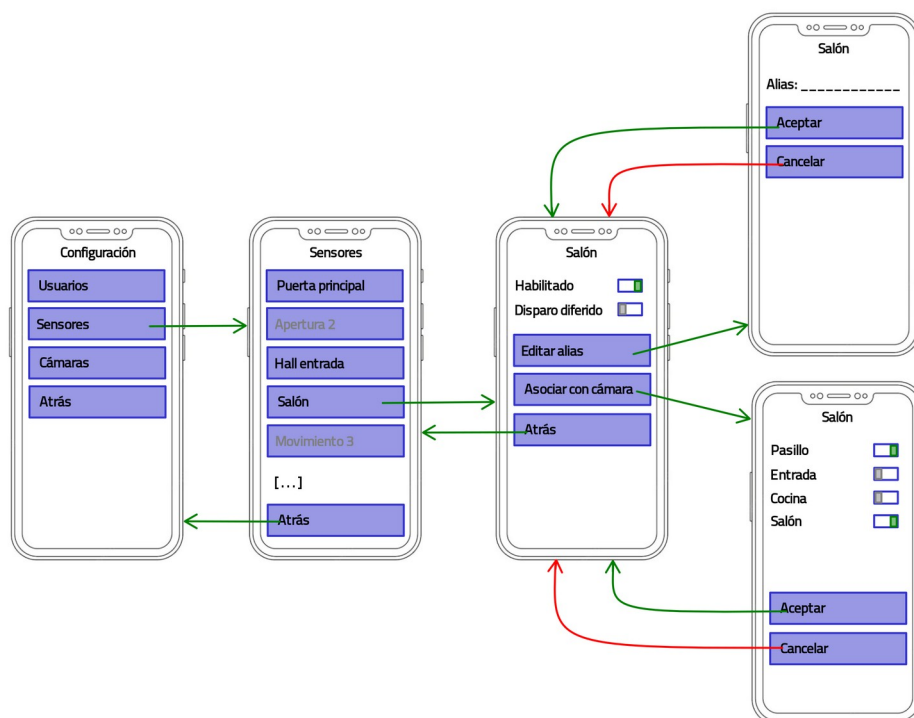 Configuración
Usuarios
Sensores
Cámaras
Atrás
Sensores
Puerta principal
Apertura 2
Hall entrada
Salón
Movimiento 3
[...]
Atrás
Salón
Habilitado
Disparo diferido
Editar alias
Asociar con cámara
Atrás
Salón
Alias: _ _ _ _ _ _ _ _ _ _ _ _
Aceptar
Cancelar
Salón
Pasillo
Entrada
Cocina
Salón
Aceptar
Cancelar